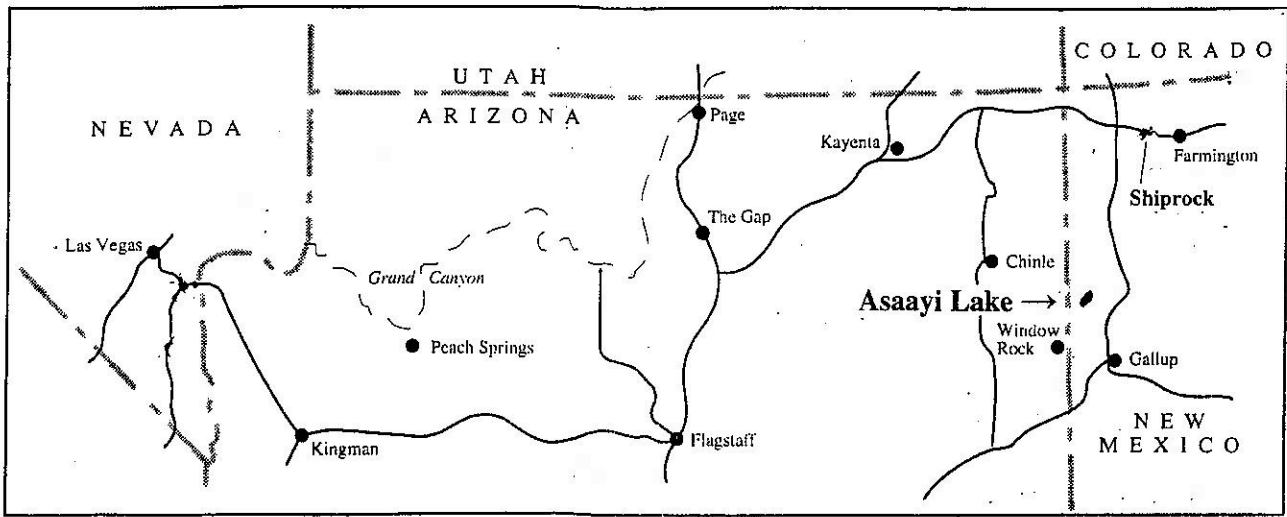 COLORADO
UTAH
ARIZONA
NEVADA
Page
Kayenta
Farmington
Shiprock
The Gap
Las Vegas
Grand Canyon
Chinle
Asaayi Lake →
Peach Springs
Window
Rock
Gallup
Kingman
Flagstaff
NEW
MEXICO